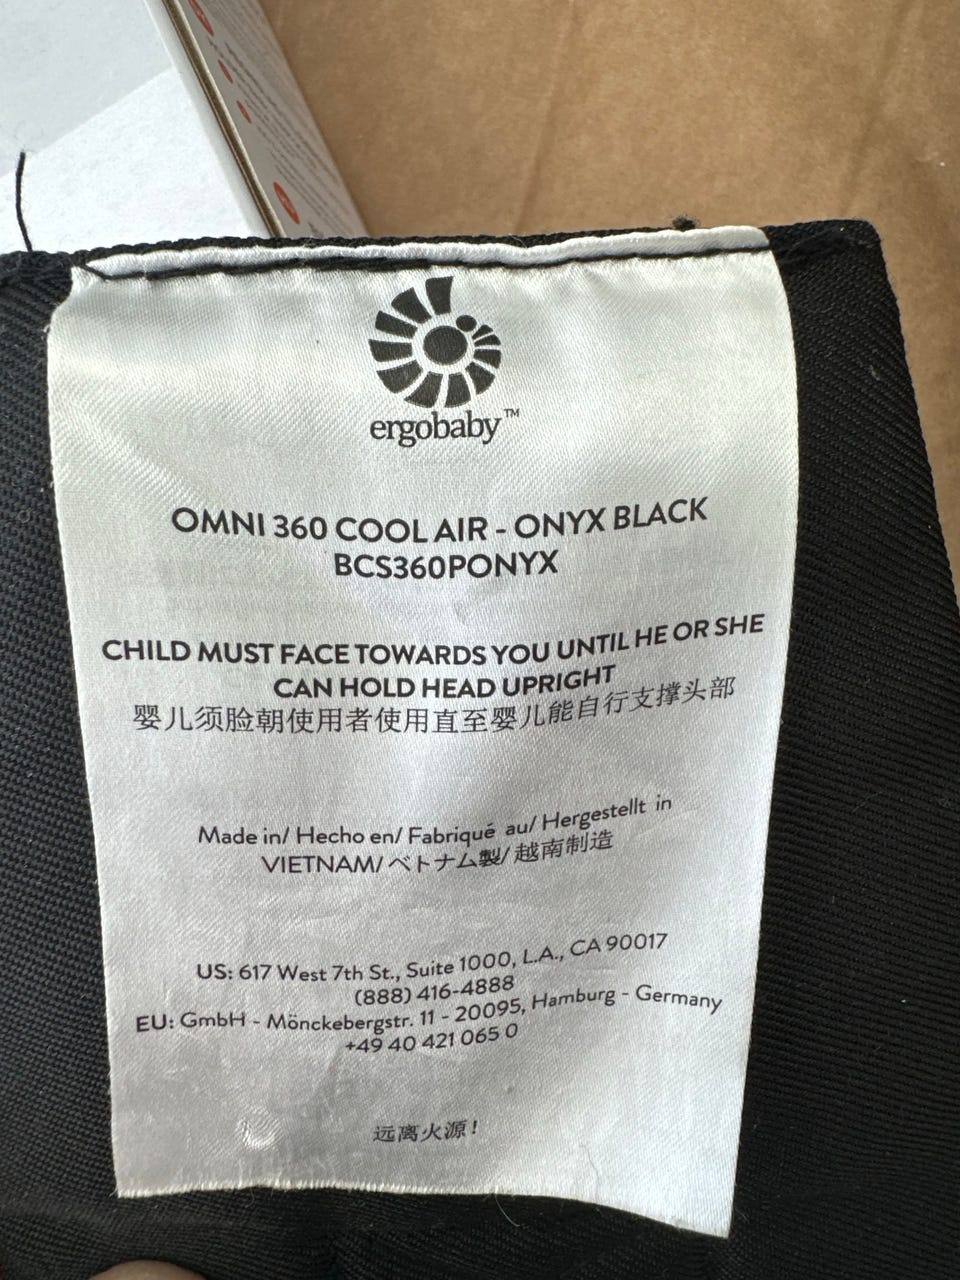 ergobaby™
OMNI 360 COOL AIR - ONYX BLACK
BCS360PONYX
CHILD MUST FACE TOWARDS YOU UNTIL HE OR SHE
CAN HOLD HEAD UPRIGHT
婴儿须脸朝使用者使用直至婴儿能自行支撑头部
Made in/ Hecho en/ Fabriqué au/ Hergestellt in
VIETNAM/ベトナム製/越南制造
US: 617 West 7th St., Suite 1000, L.A., CA 90017
(888) 416-4888
EU: GmbH - Mönckebergstr. 11 - 20095, Hamburg - Germany
+49 40 421 065 0
远离火源!